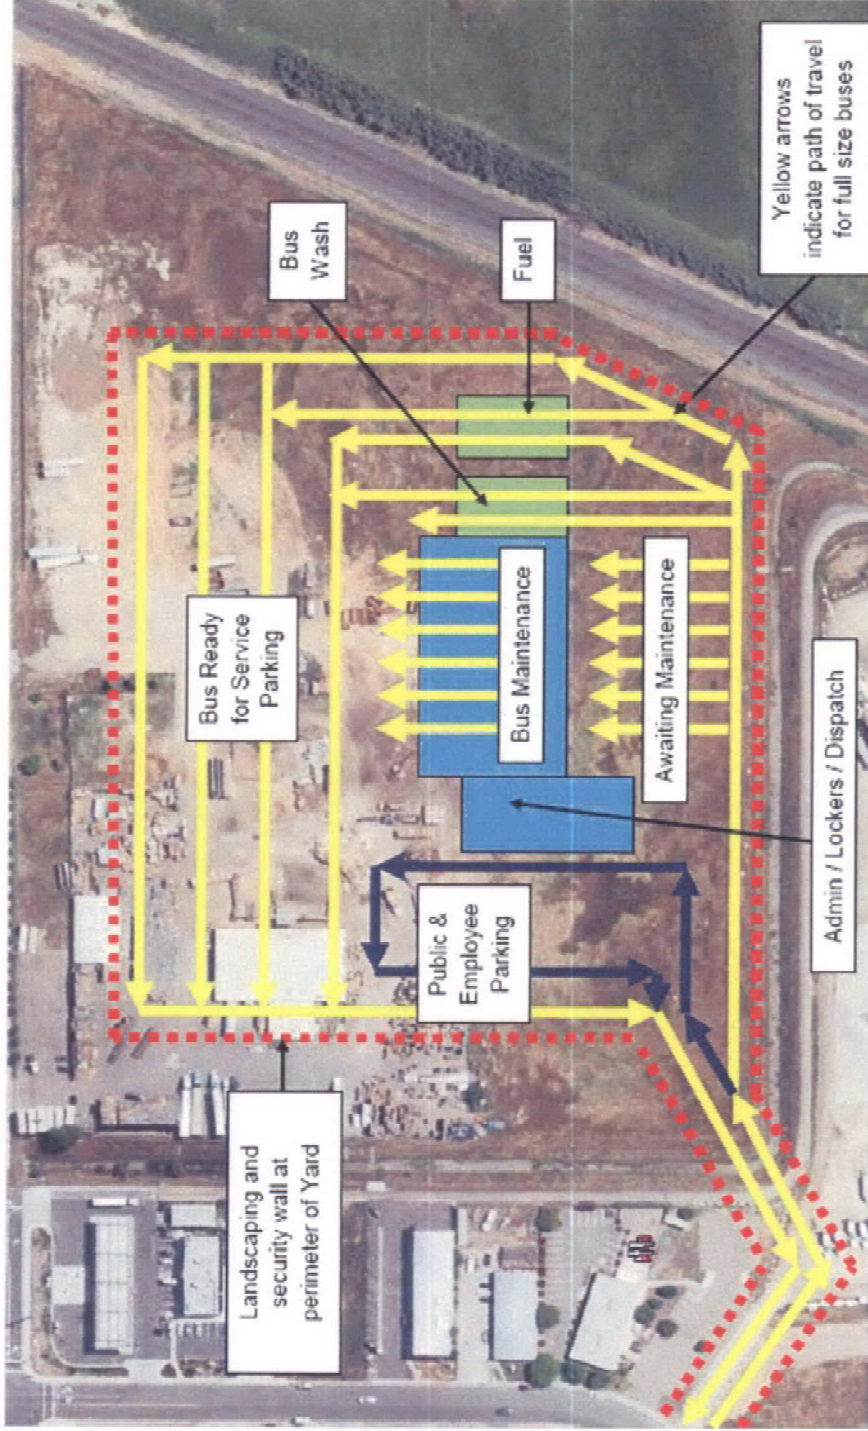 Yellow arrows
indicate path of travel
for full size buses
Bus
Wash
Fuel
Bus Ready
for Service
Parking
Bus Maintenance
Awaiting Maintenance
Public &
Employee
Parking
Admin / Lockers / Dispatch
Landscaping and
security wall at
perimeter of Yard